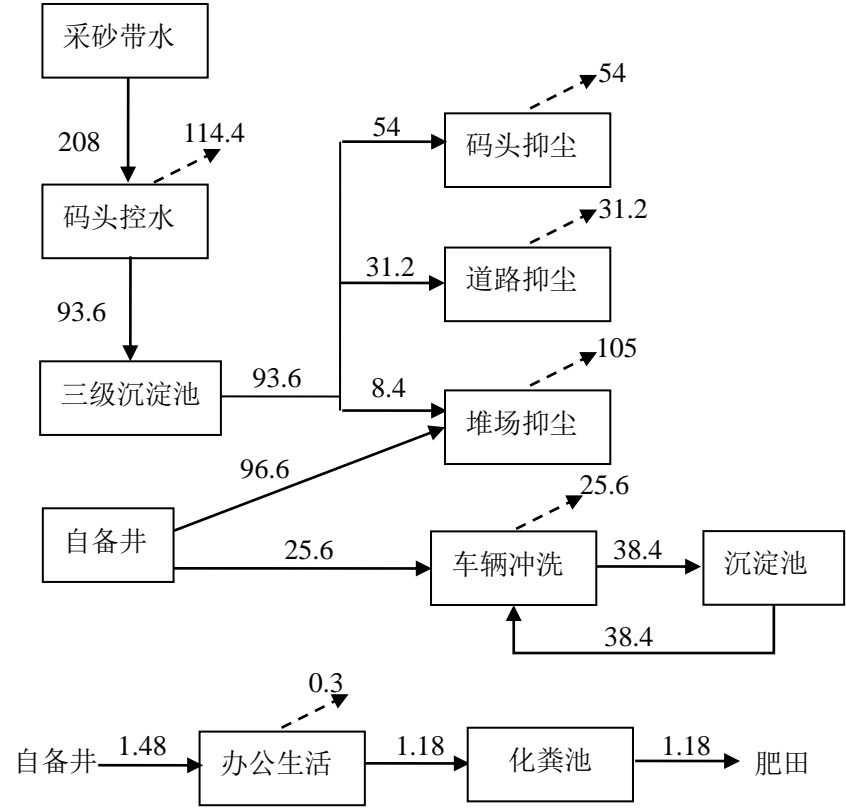 采砂带水
208
114.4
码头控水
93.6
三级沉淀池
93.6
54
54
码头抑尘
31.2
31.2
道路抑尘
8.4
105
堆场抑尘
96.6
自备井
25.6
25.6
车辆冲洗
38.4
沉淀池
38.4
自备井
1.48
0.3
办公生活
1.18
化粪池
1.18
肥田